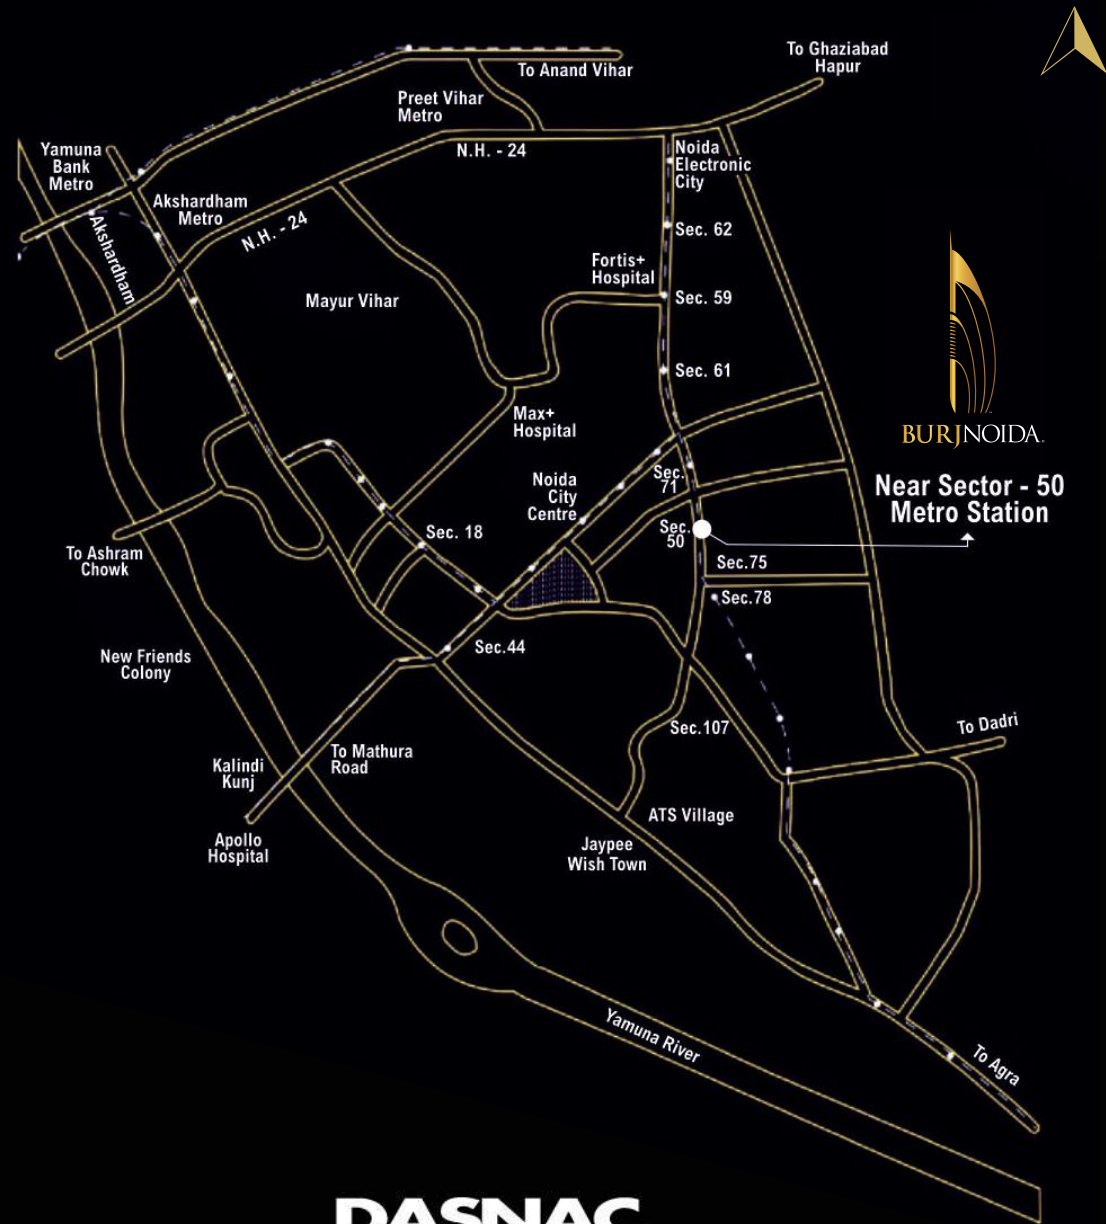 To Ghaziabad
Hapur
To Anand Vihar
Preet Vihar
Metro
N.H. - 24
Yamuna
Bank
Metro
Akshardham
Metro
Akshardham
N.H. - 24
Noida
Electronic
City
Sec. 62
Fortis+
Hospital
Sec. 59
Mayur Vihar
Sec. 61
Max+
Hospital
BURJNOIDA
Near Sector - 50
Metro Station
Sec.
71
Noida
City
Centre
Sec.
50
Sec. 18
To Ashram
Chowk
Sec.75
Sec.78
Sec.44
New Friends
Colony
Sec.107
To Dadri
Kalindi
Kunj
To Mathura
Road
ATS Village
Apollo
Hospital
Jaypee
Wish Town
Yamuna River
To Agra
DASNAC